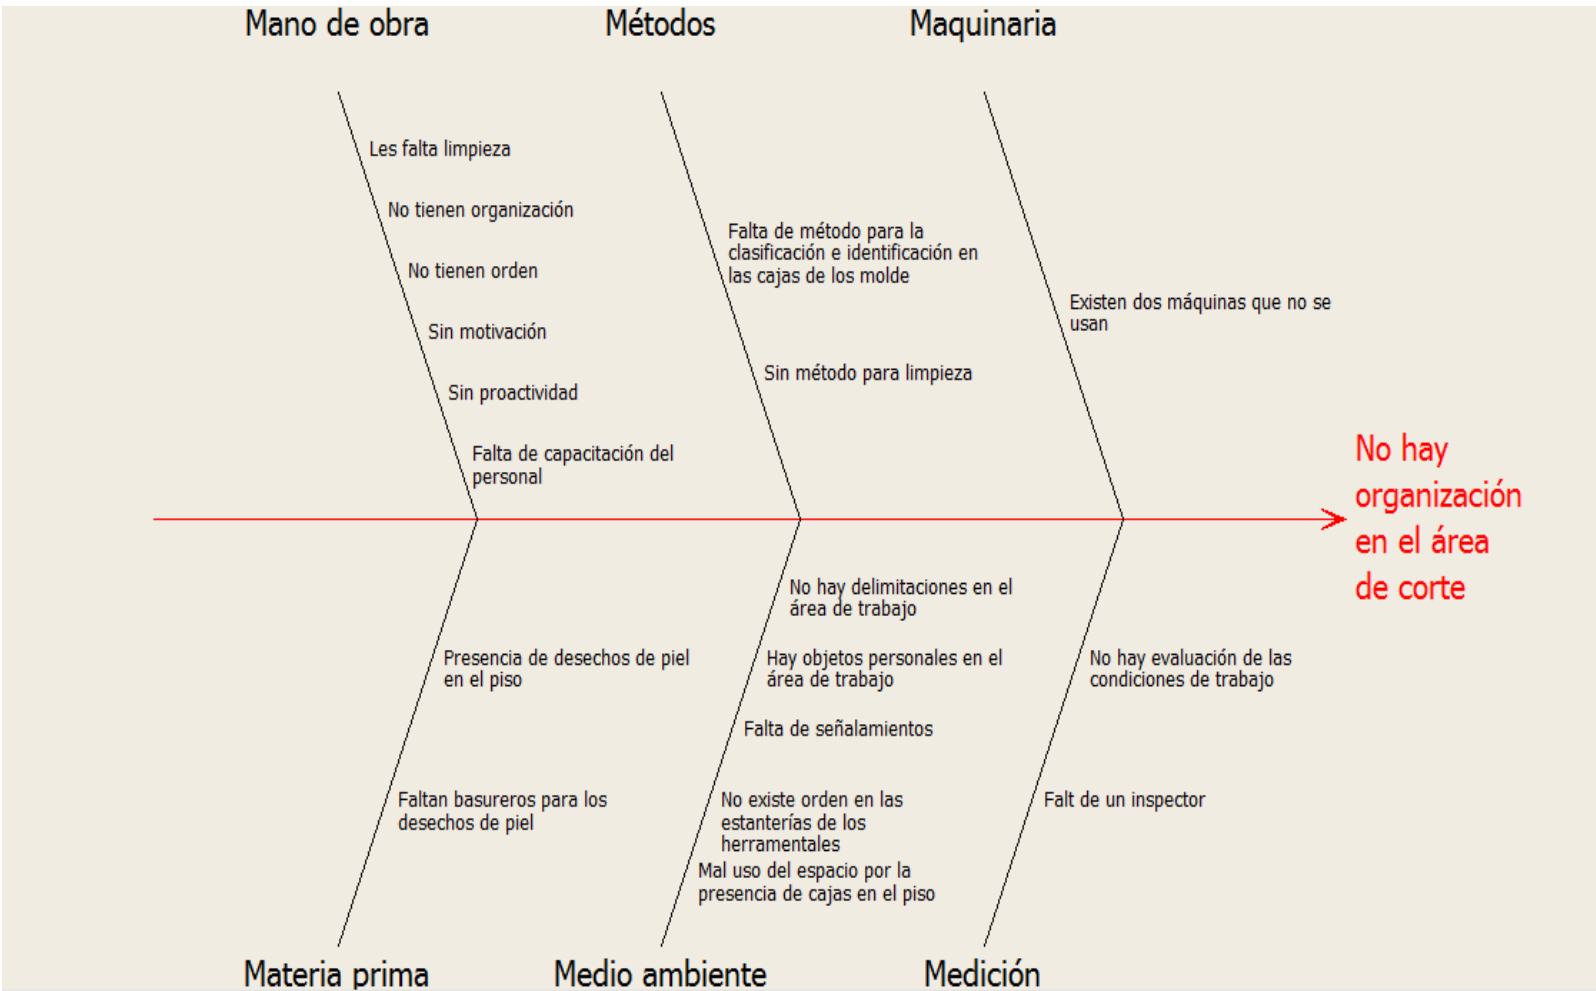 Mano de obra
Métodos
Maquinaria
Les falta limpieza
No tienen organización
No tienen orden
Sin motivación
Sin proactividad
Falta de capacitación del
personal
Falta de método para la
clasificación e identificación en
las cajas de los molde
Sin método para limpieza
Existen dos máquinas que no se
usan
No hay
organización
en el área
de corte
Presencia de desechos de piel
en el piso
Faltan basureros para los
desechos de piel
No hay delimitaciones en el
área de trabajo
Hay objetos personales en el
área de trabajo
Falta de señalamientos
No existe orden en las
estanterías de los
herramentales
Mal uso del espacio por la
presencia de cajas en el piso
No hay evaluación de las
condiciones de trabajo
Falt de un inspector
Materia prima
Medio ambiente
Medición